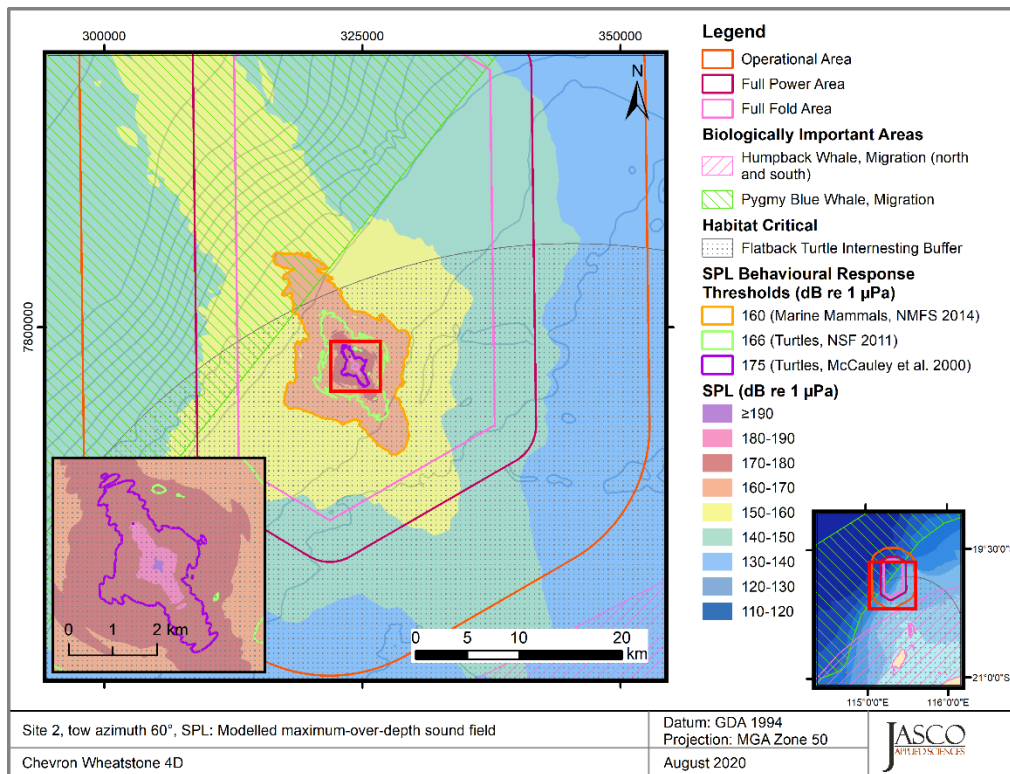 300000
325000
350000
7800000
N
0 1 2 km
0 5 10 20
km
Legend
Operational Area
Full Power Area
Full Fold Area
Biologically Important Areas
Humpback Whale, Migration (north
and south)
Pygmy Blue Whale, Migration
Habitat Critical
Flatback Turtle Internesting Buffer
SPL Behavioural Response
Thresholds (dB re 1 µPa)
160 (Marine Mammals, NMFS 2014)
166 (Turtles, NSF 2011)
175 (Turtles, McCauley et al. 2000)
SPL (dB re 1 µPa)
≥190
180-190
170-180
160-170
150-160
140-150
130-140
120-130
110-120
19°30'0"S
21°0'0"S
115°0'0"E
116°0'0"E
Site 2, tow azimuth 60°, SPL: Modelled maximum-over-depth sound field
Chevron Wheatstone 4D
Datum: GDA 1994
Projection: MGA Zone 50
August 2020
JASCO
APPLIED SCIENCES